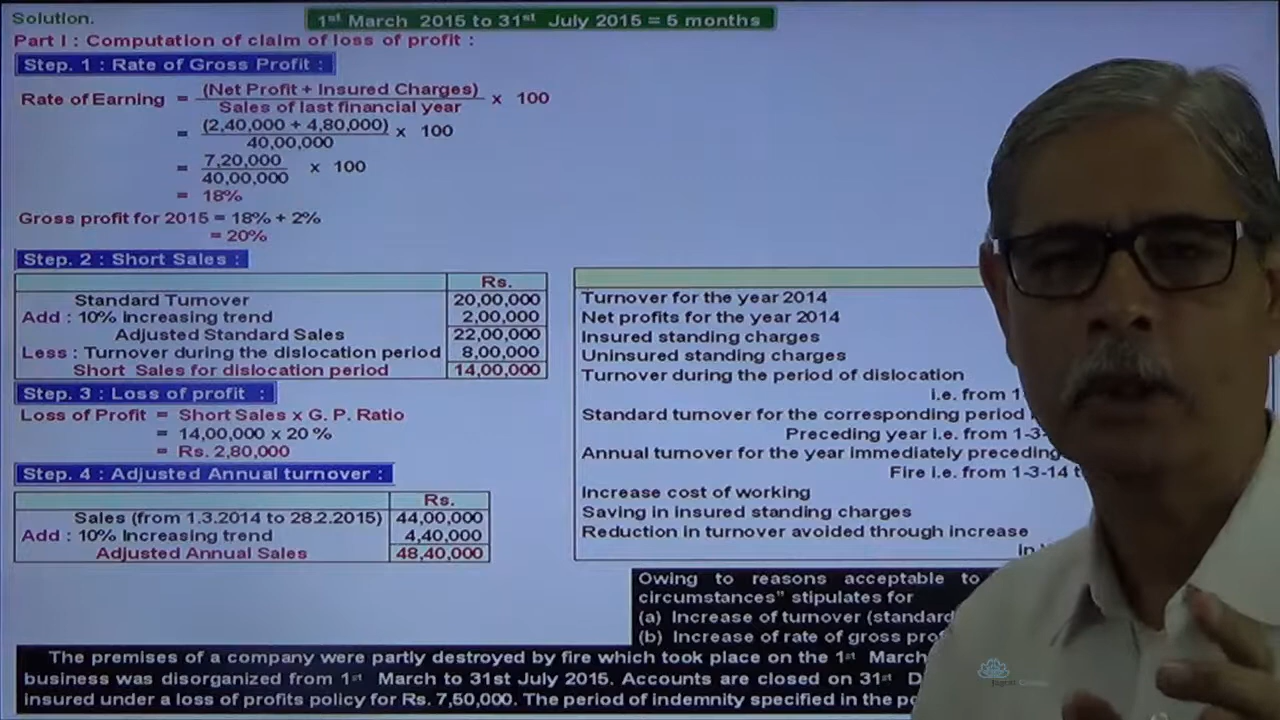 Solution.
1st March 2015 to 31st July 2015 = 5 months
Part I : Computation of claim of loss of profit :
Step. 1 : Rate of Gross Profit :
Rate of Earning = (Net Profit + Insured Charges) / Sales of last financial year x 100
= (2,40,000 + 4,80,000) / 40,00,000 x 100
= 7,20,000 / 40,00,000 x 100
= 18%
Gross profit for 2015 = 18% + 2%
= 20%
Step. 2 : Short Sales :
Rs.
Standard Turnover 20,00,000
Add : 10% Increasing trend 2,00,000
Adjusted Standard Sales 22,00,000
Less : Turnover during the dislocation period 8,00,000
Short Sales for dislocation period 14,00,000
Step. 3 : Loss of profit :
Loss of Profit = Short Sales x G. P. Ratio
= 14,00,000 x 20 %
= Rs. 2,80,000
Step. 4 : Adjusted Annual turnover :
Rs.
Sales (from 1.3.2014 to 28.2.2015) 44,00,000
Add : 10% Increasing trend 4,40,000
Adjusted Annual Sales 48,40,000
Turnover for the year 2014
Net profits for the year 2014
Insured standing charges
Uninsured standing charges
Turnover during the period of dislocation
i.e. from 1
Standard turnover for the corresponding period
Preceding year i.e. from 1-3-
Annual turnover for the year immediately preceding
Fire i.e. from 1-3-14
Increase cost of working
Saving in insured standing charges
Reduction in turnover avoided through increase
in
Owing to reasons acceptable to
circumstances" stipulates for
(a) Increase of turnover (standard
(b) Increase of rate of gross
The premises of a company were partly destroyed by fire which took place on the 1st March
business was disorganized from 1st March to 31st July 2015. Accounts are closed on 31st D
insured under a loss of profits policy for Rs. 7,50,000. The period of indemnity specified in the